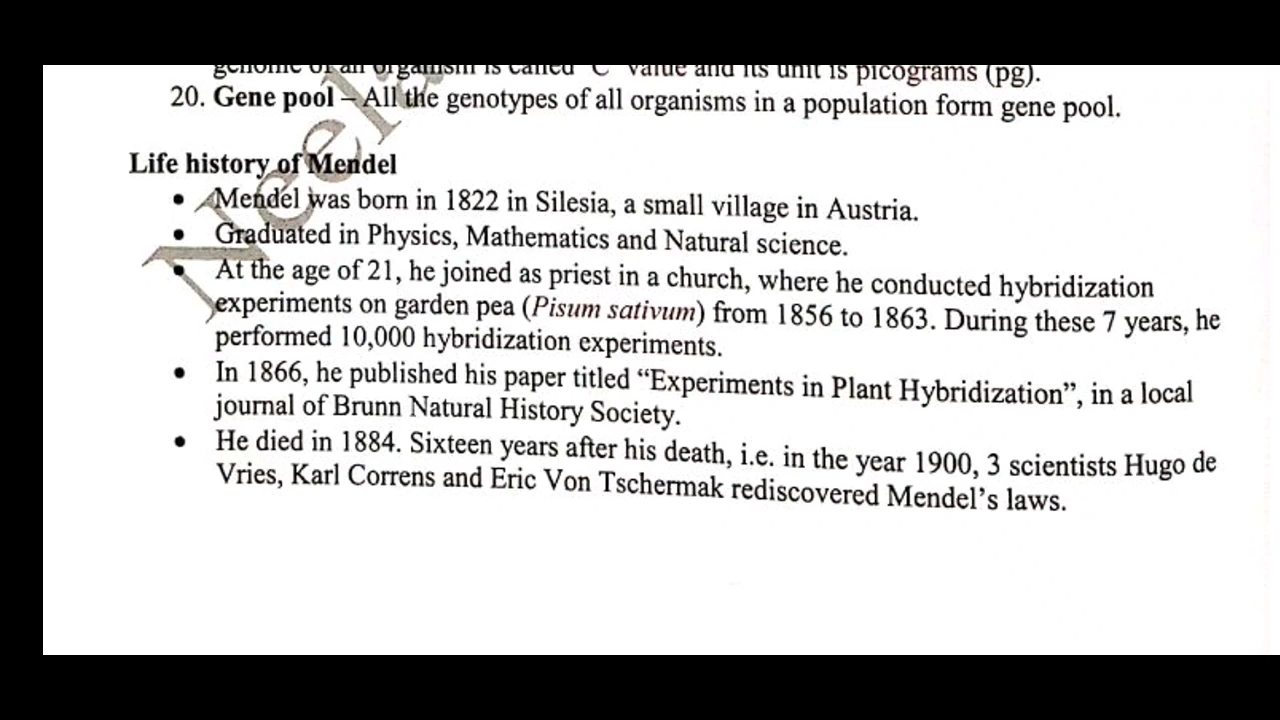 genome of an organism is called "C" value and its unit is picograms (pg).
20. Gene pool – All the genotypes of all organisms in a population form gene pool.
Life history of Mendel
• Mendel was born in 1822 in Silesia, a small village in Austria.
• Graduated in Physics, Mathematics and Natural science.
• At the age of 21, he joined as priest in a church, where he conducted hybridization
experiments on garden pea (Pisum sativum) from 1856 to 1863. During these 7 years, he
performed 10,000 hybridization experiments.
• In 1866, he published his paper titled “Experiments in Plant Hybridization”, in a local
journal of Brunn Natural History Society.
• He died in 1884. Sixteen years after his death, i.e. in the year 1900, 3 scientists Hugo de
Vries, Karl Correns and Eric Von Tschermak rediscovered Mendel’s laws.